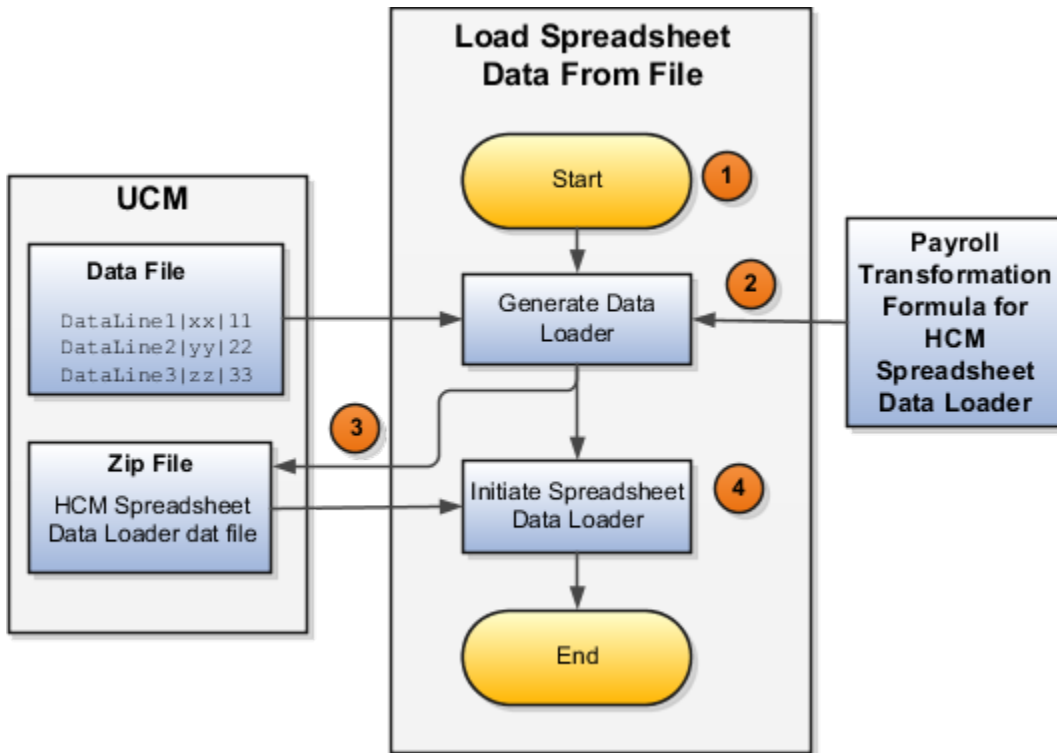 Load Spreadsheet
Data From File
Start
1
UCM
Data File
DataLine1|xx|11
DataLine2|yy|22
DataLine3|zz|33
Generate Data
Loader
2
Payroll
Transformation
Formula for
HCM
Spreadsheet
Data Loader
3
Zip File
HCM Spreadsheet
Data Loader dat file
Initiate Spreadsheet
Data Loader
4
End